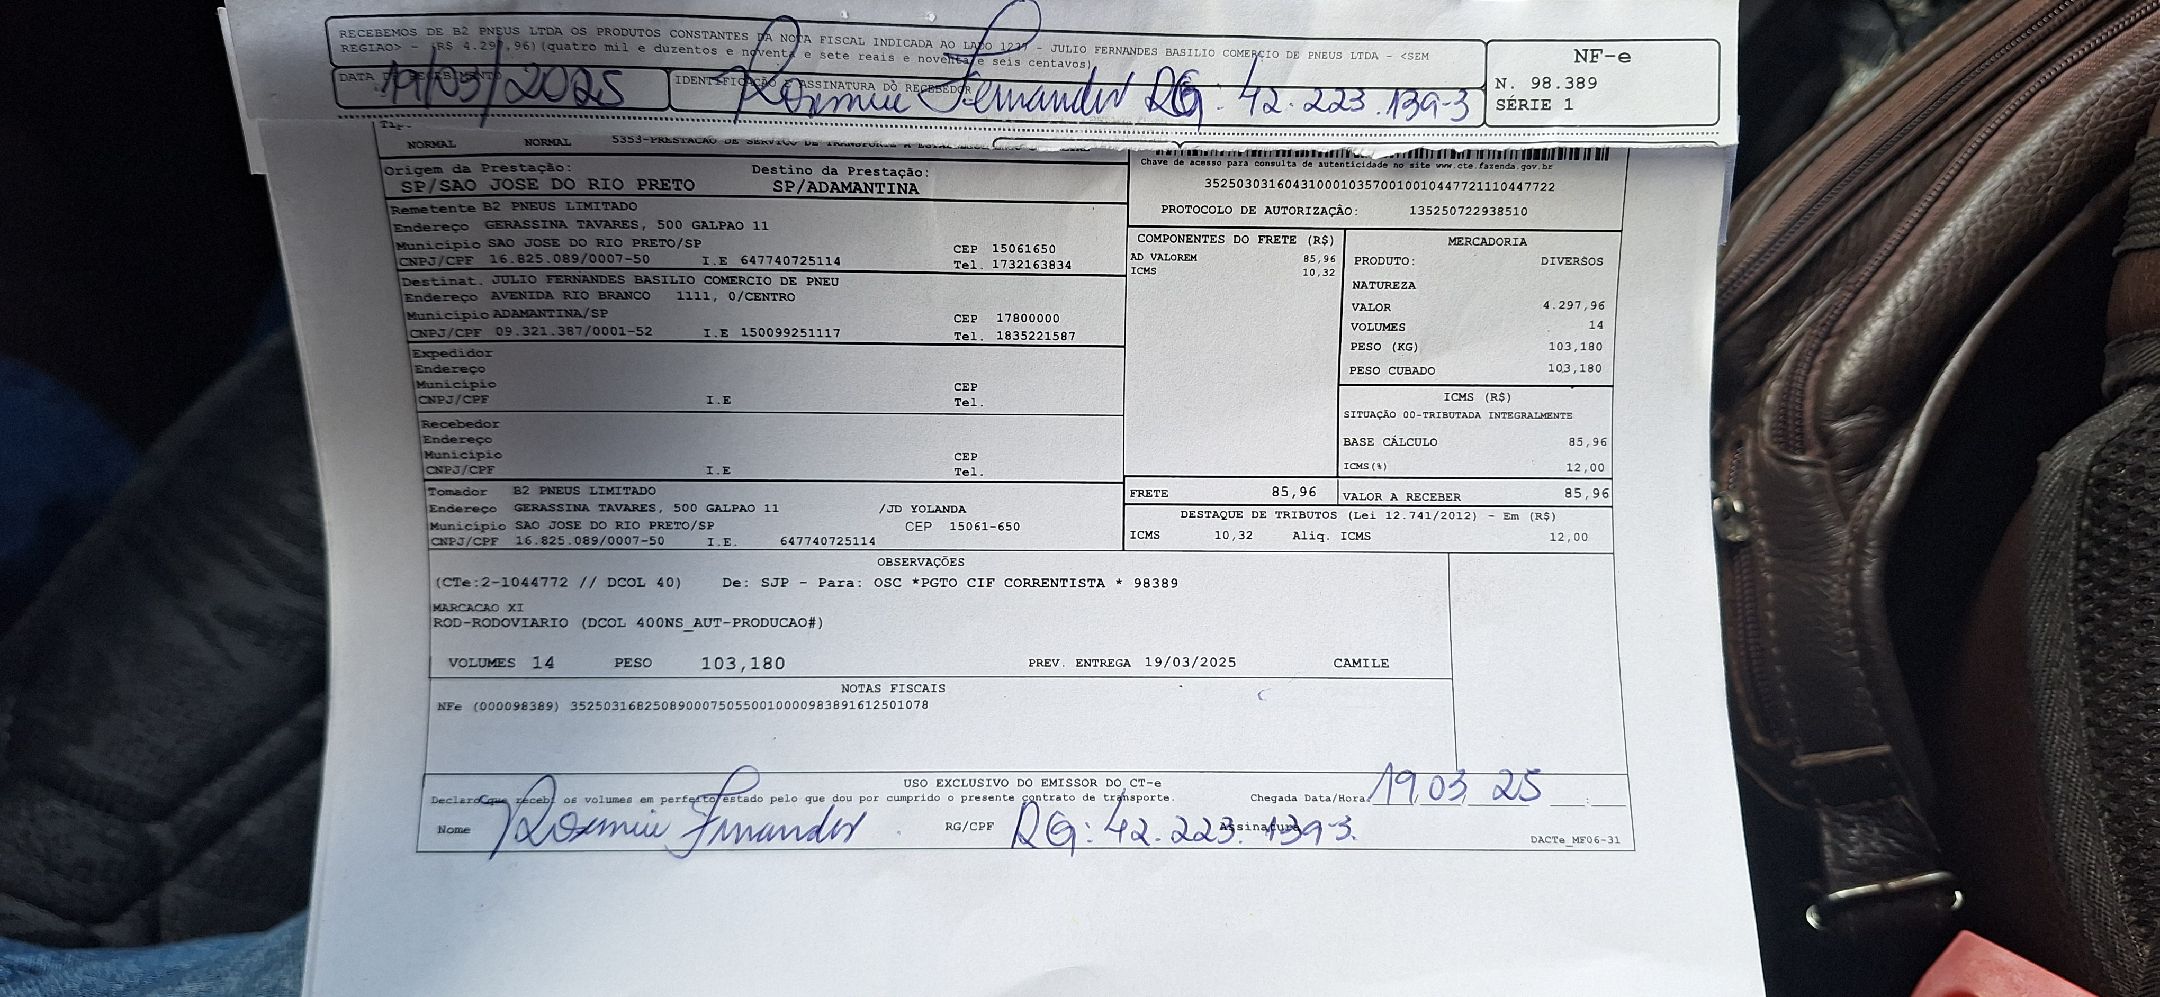 RECEBEMOS DE B2 PNEUS LTDA OS PRODUTOS CONSTANTES DA NOTA FISCAL INDICADA AO LADO 1227 - JULIO FERNANDES BASILIO COMERCIO DE PNEUS LTDA - <SEM
REGIAO> - (R$ 4.297,96) (quatro mil e duzentos e noventa e sete reais e noventa e seis centavos)
DATA DE RECEBIMENTO
19/03/2025
IDENTIFICAÇÃO E ASSINATURA DO RECEBEDOR
Fernandes RG. 42.223.139-3
NF-e
N. 98.389
SÉRIE 1
NORMAL NORMAL 5353-PRESTACAO DE SERVIÇO DE TRANSPORTE A
Origem da Prestação: Destino da Prestação:
SP/SAO JOSE DO RIO PRETO SP/ADAMANTINA
Chave de acesso para consulta de autenticidade no site www.cte.fazenda.gov.br
35250303160431000103570010010447721110447722
PROTOCOLO DE AUTORIZAÇÃO: 135250722938510
Remetente B2 PNEUS LIMITADO
Endereço GERASSINA TAVARES, 500 GALPAO 11
Município SAO JOSE DO RIO PRETO/SP CEP 15061650
CNPJ/CPF 16.825.089/0007-50 I.E 647740725114 Tel. 1732163834
Destinat. JULIO FERNANDES BASILIO COMERCIO DE PNEU
Endereço AVENIDA RIO BRANCO 1111, 0/CENTRO
Município ADAMANTINA/SP CEP 17800000
CNPJ/CPF 09.321.387/0001-52 I.E 150099251117 Tel. 1835221587
Expedidor
Endereço
Município CEP
CNPJ/CPF I.E Tel.
Recebedor
Endereço
Município CEP
CNPJ/CPF I.E Tel.
Tomador B2 PNEUS LIMITADO
Endereço GERASSINA TAVARES, 500 GALPAO 11 /JD YOLANDA
Município SAO JOSE DO RIO PRETO/SP CEP 15061-650
CNPJ/CPF 16.825.089/0007-50 I.E. 647740725114
COMPONENTES DO FRETE (R$)
AD VALOREM 85,96
ICMS 10,32
MERCADORIA
PRODUTO: DIVERSOS
NATUREZA
VALOR 4.297,96
VOLUMES 14
PESO (KG) 103,180
PESO CUBADO 103,180
ICMS (R$)
SITUAÇÃO 00-TRIBUTADA INTEGRALMENTE
BASE CÁLCULO 85,96
ICMS(%) 12,00
FRETE 85,96 VALOR A RECEBER 85,96
DESTAQUE DE TRIBUTOS (Lei 12.741/2012) - Em (R$)
ICMS 10,32 Aliq. ICMS 12,00
OBSERVAÇÕES
(CTe:2-1044772 // DCOL 40) De: SJP - Para: OSC *PGTO CIF CORRENTISTA * 98389
MARCACAO XI
ROD-RODOVIARIO (DCOL 400NS_AUT-PRODUCAO#)
VOLUMES 14 PESO 103,180 PREV. ENTREGA 19/03/2025 CAMILE
NOTAS FISCAIS
NFe (000098389) 35250316825089000750550010000983891612501078
USO EXCLUSIVO DO EMISSOR DO CT-e
Declaro que recebi os volumes em perfeito estado pelo que dou por cumprido o presente contrato de transporte. Chegada Data/Hora: 19 03 25
Nome Fernandes RG/CPF RG: 42.223.139-3. Assinatura
DACTe_MF06-31